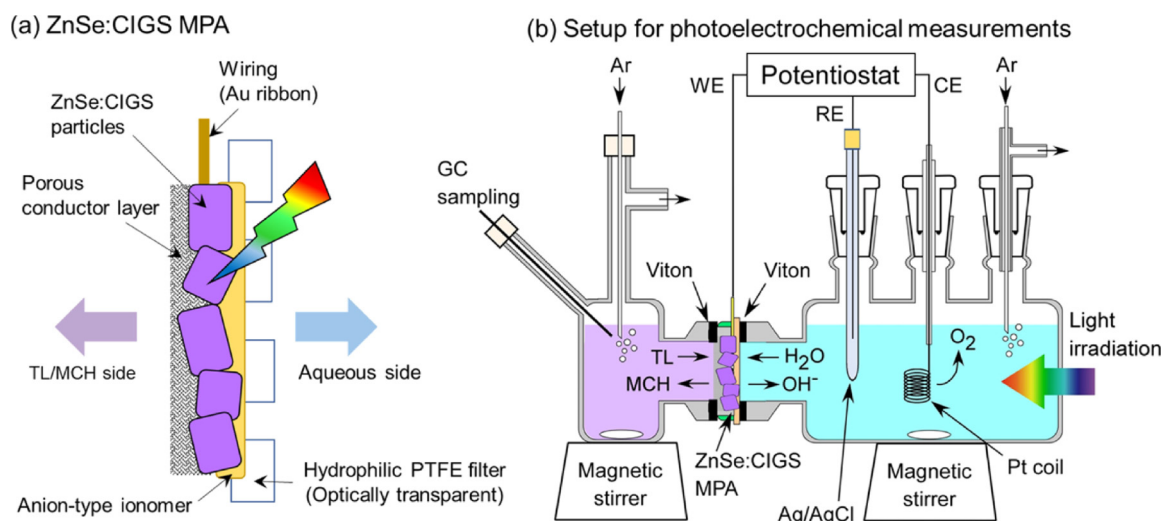 (a) ZnSe:CIGS MPA
Wiring
(Au ribbon)
ZnSe:CIGS
particles
Porous
conductor layer
TL/MCH side
Aqueous side
Hydrophilic PTFE filter
(Optically transparent)
Anion-type ionomer
(b) Setup for photoelectrochemical measurements
Ar
WE
Potentiostat
CE
Ar
RE
GC
sampling
Viton
Viton
Light
irradiation
TL
H2O
O2
MCH
OH-
ZnSe:CIGS
MPA
Pt coil
Magnetic
stirrer
Magnetic
stirrer
Ag/AgCl